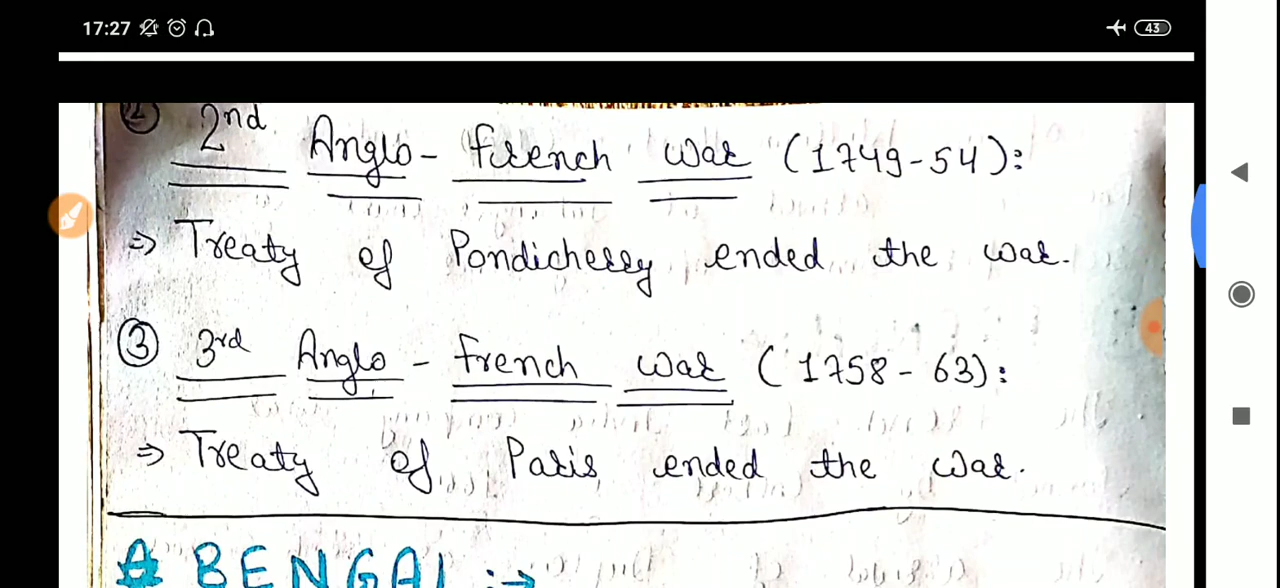 17:27
43
② 2nd Anglo-French War (1749-54):
⇒ Treaty of Pondicherry ended the war.
③ 3rd Anglo-French War (1758-63):
⇒ Treaty of Paris ended the war.
BENGAL :→